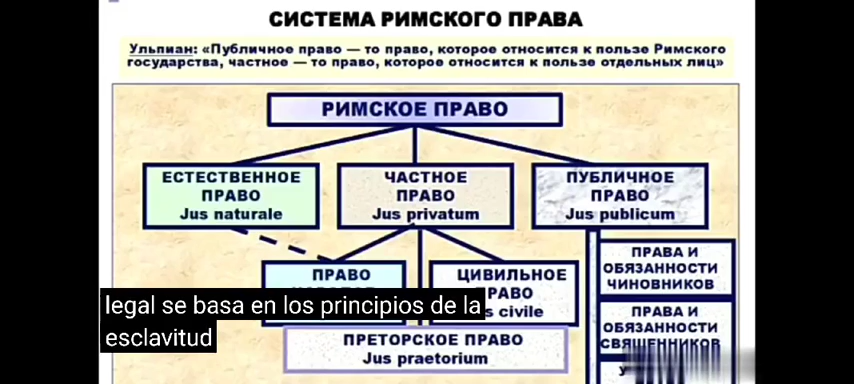 СИСТЕМА РИМСКОГО ПРАВА
Ульпиан: «Публичное право — то право, которое относится к пользе Римского
государства, частное — то право, которое относится к пользе отдельных лиц»
РИМСКОЕ ПРАВО
ЕСТЕСТВЕННОЕ
ПРАВО
Jus naturale
ЧАСТНОЕ
ПРАВО
Jus privatum
ПУБЛИЧНОЕ
ПРАВО
Jus publicum
ПРАВО
ЦИВИЛЬНОЕ
civile
ПРЕТОРСКОЕ ПРАВО
Jus praetorium
ПРАВА И
ОБЯЗАННОСТИ
ЧИНОВНИКОВ
ПРАВА И
ОБЯЗАННОСТИ
СВЯЩЕННИКОВ
legal se basa en los principios de la
esclavitud